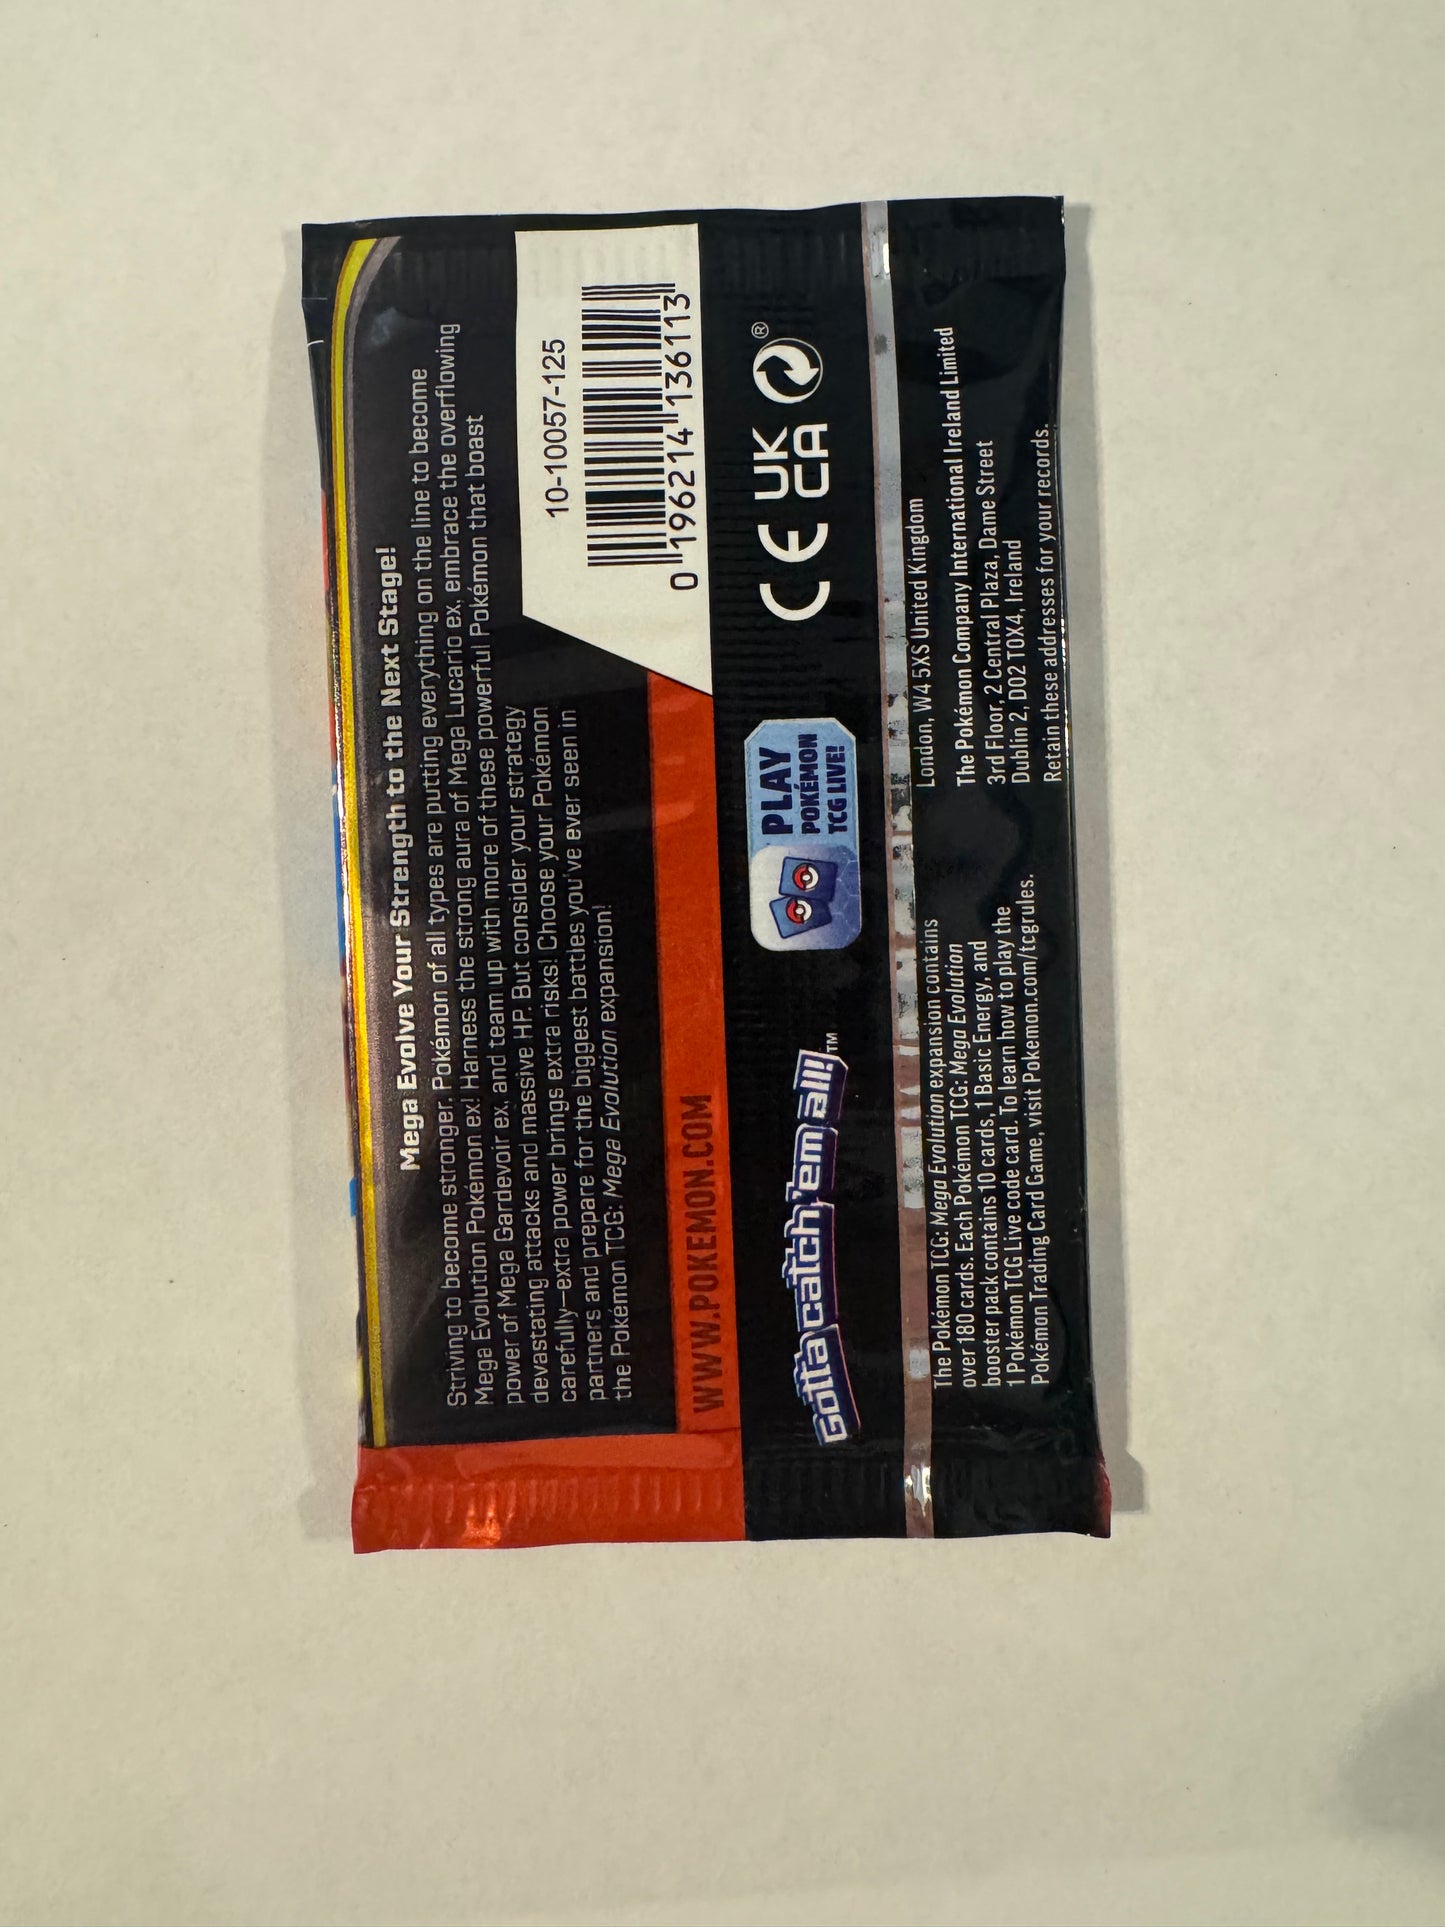 Mega Evolve Your Strength to the Next Stage!
Striving to become stronger, Pokémon of all types are putting everything on the line to become
Mega Evolution Pokémon ex! Harness the strong aura of Mega Lucario ex, embrace the overflowing
power of Mega Gardevoir ex, and team up with more of these powerful Pokémon that boast
devastating attacks and massive HP. But consider your strategy
carefully—extra power brings extra risks! Choose your Pokémon
partners and prepare for the biggest battles you've ever seen in
the Pokémon TCG: Mega Evolution expansion!
10-10057-125
0 196214 136113
WWW.POKEMON.COM
Gotta catch 'em all!™
PLAY
POKÉMON
TCG LIVE!
CE
UK
CA
®
The Pokémon TCG: Mega Evolution expansion contains
over 180 cards. Each Pokémon TCG: Mega Evolution
booster pack contains 10 cards, 1 Basic Energy, and
1 Pokémon TCG Live code card. To learn how to play the
Pokémon Trading Card Game, visit Pokemon.com/tcgrules.
London, W4 5XS United Kingdom
The Pokémon Company International Ireland Limited
3rd Floor, 2 Central Plaza, Dame Street
Dublin 2, D02 T0X4, Ireland
Retain these addresses for your records.